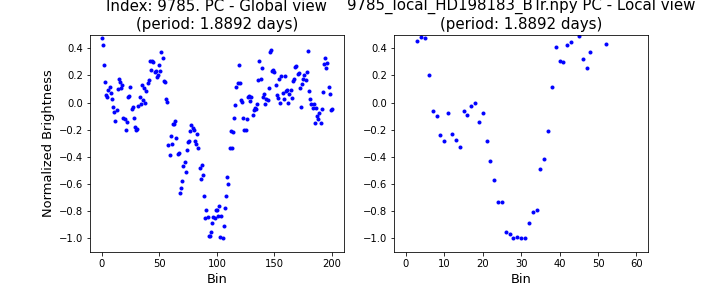 Index: 9785. PC - Global view
(period: 1.8892 days)
9785_local_HD198183_BTr.npy PC - Local view
(period: 1.8892 days)
Normalized Brightness
0.4
0.2
0.0
−0.2
−0.4
−0.6
−0.8
−1.0
0 50 100 150 200
Bin
0.4
0.2
0.0
−0.2
−0.4
−0.6
−0.8
−1.0
0 10 20 30 40 50 60
Bin